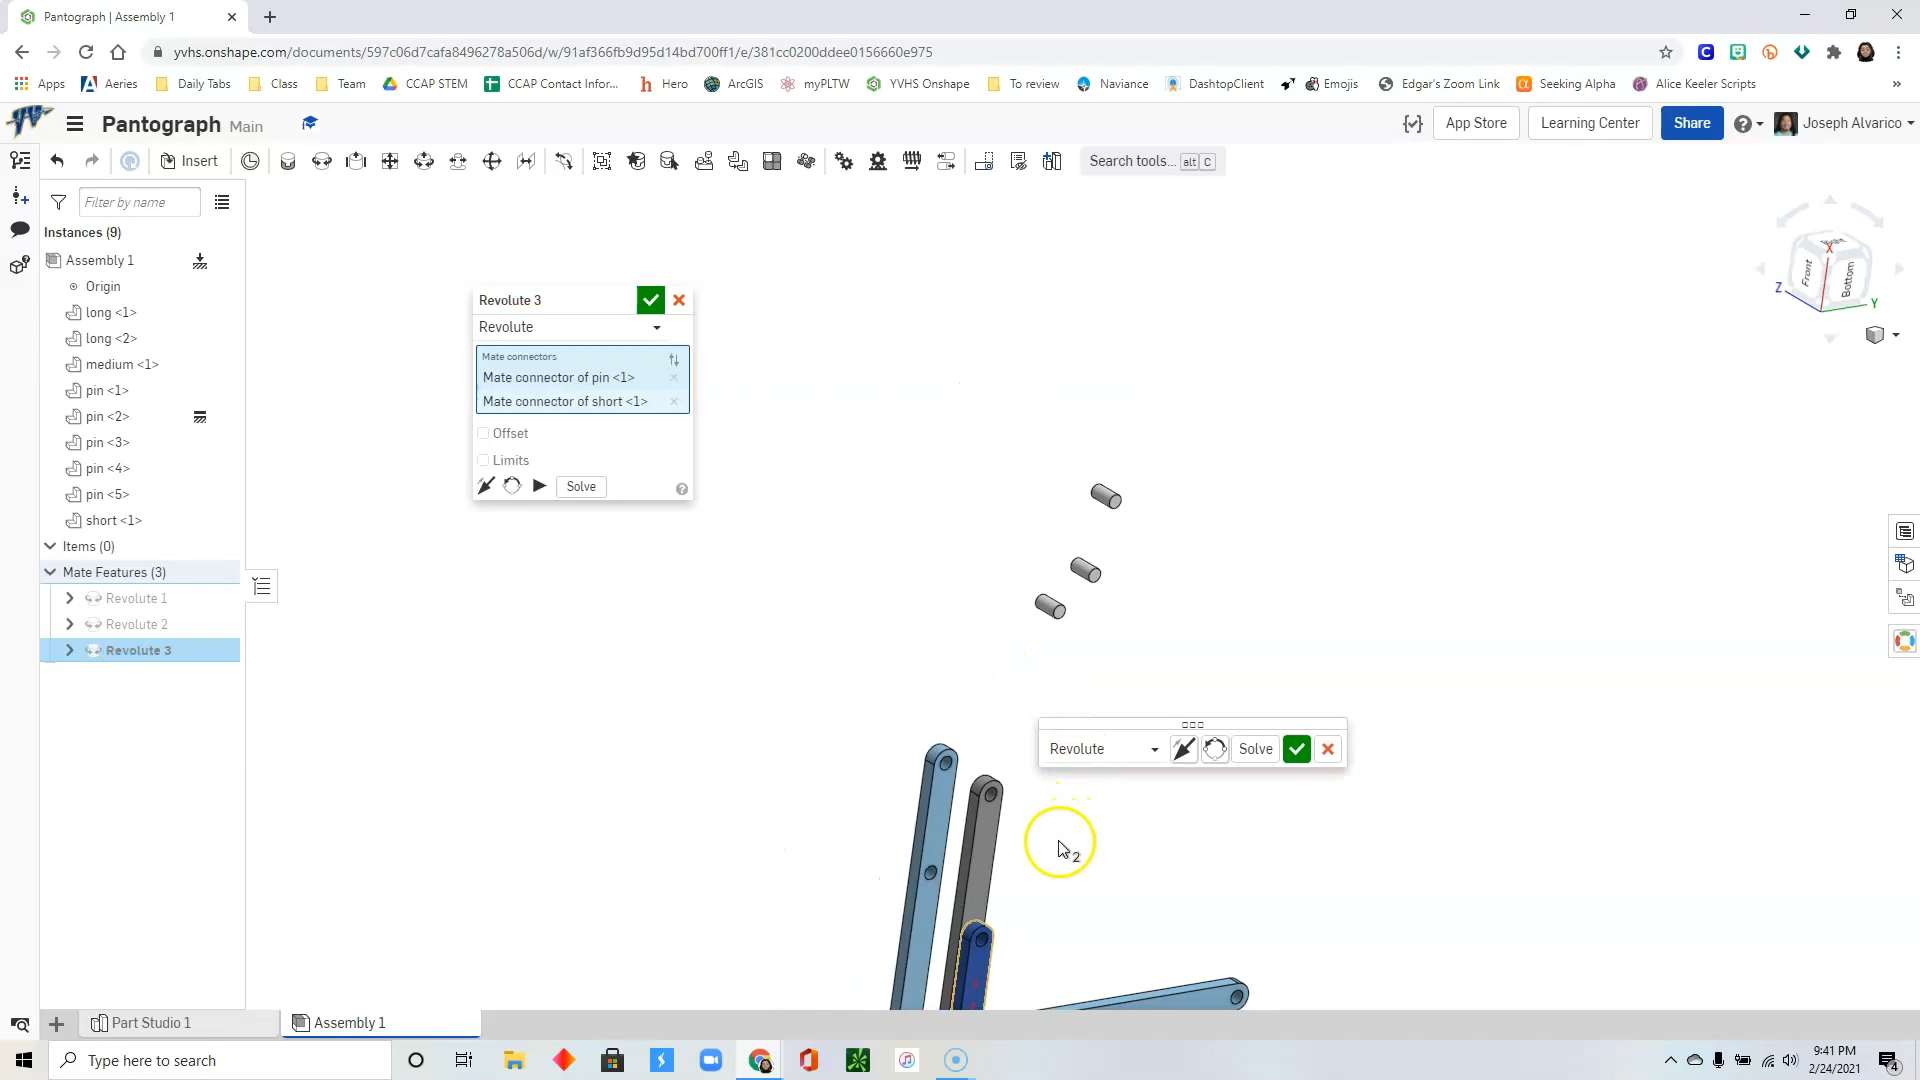 Pantograph | Assembly 1
yvhs.onshape.com/documents/597c06d7cafa8496278a506d/w/91af366fb9d95d14bd700ff1/e/381cc0200ddee0156660e975
Apps Aeries Daily Tabs Class Team CCAP STEM CCAP Contact Infor... Hero ArcGIS myPLTW YVHS Onshape To review Naviance DashtopClient Emojis Edgar's Zoom Link Seeking Alpha Alice Keeler Scripts »
Pantograph Main App Store Learning Center Share Joseph Alvarico
Insert Search tools... alt C
Filter by name
Instances (9)
Assembly 1
Origin
long <1>
long <2>
medium <1>
pin <1>
pin <2>
pin <3>
pin <4>
pin <5>
short <1>
Items (0)
Mate Features (3)
Revolute 1
Revolute 2
Revolute 3
Revolute 3
Revolute
Mate connectors
Mate connector of pin <1>
Mate connector of short <1>
Offset
Limits
Solve
Right
Front
Bottom
X
Z
Y
Revolute Solve
2
Part Studio 1 Assembly 1
Type here to search
9:41 PM
2/24/2021
4